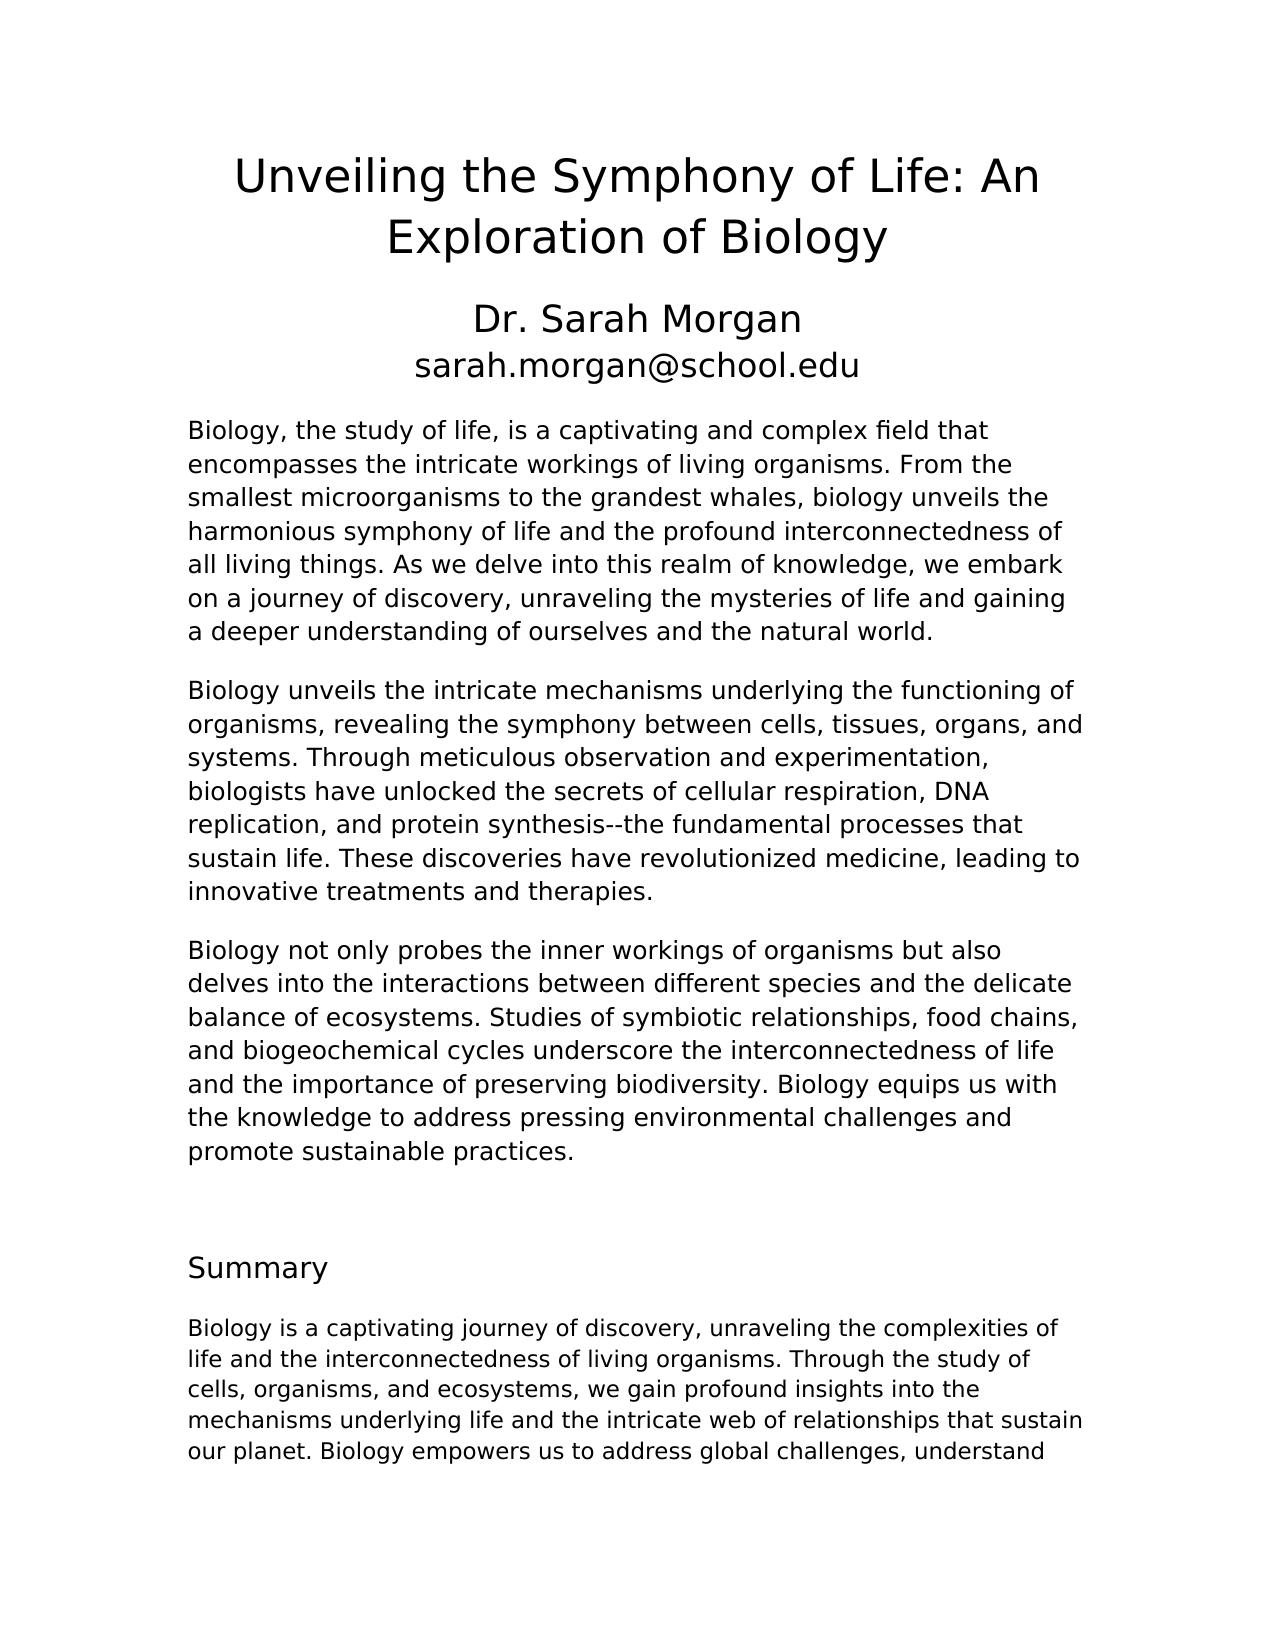 Unveiling the Symphony of Life: An
Exploration of Biology
Dr. Sarah Morgan
sarah.morgan@school.edu
Biology, the study of life, is a captivating and complex field that
encompasses the intricate workings of living organisms. From the
smallest microorganisms to the grandest whales, biology unveils the
harmonious symphony of life and the profound interconnectedness of
all living things. As we delve into this realm of knowledge, we embark
on a journey of discovery, unraveling the mysteries of life and gaining
a deeper understanding of ourselves and the natural world.
Biology unveils the intricate mechanisms underlying the functioning of
organisms, revealing the symphony between cells, tissues, organs, and
systems. Through meticulous observation and experimentation,
biologists have unlocked the secrets of cellular respiration, DNA
replication, and protein synthesis--the fundamental processes that
sustain life. These discoveries have revolutionized medicine, leading to
innovative treatments and therapies.
Biology not only probes the inner workings of organisms but also
delves into the interactions between different species and the delicate
balance of ecosystems. Studies of symbiotic relationships, food chains,
and biogeochemical cycles underscore the interconnectedness of life
and the importance of preserving biodiversity. Biology equips us with
the knowledge to address pressing environmental challenges and
promote sustainable practices.
Summary
Biology is a captivating journey of discovery, unraveling the complexities of
life and the interconnectedness of living organisms. Through the study of
cells, organisms, and ecosystems, we gain profound insights into the
mechanisms underlying life and the intricate web of relationships that sustain
our planet. Biology empowers us to address global challenges, understand